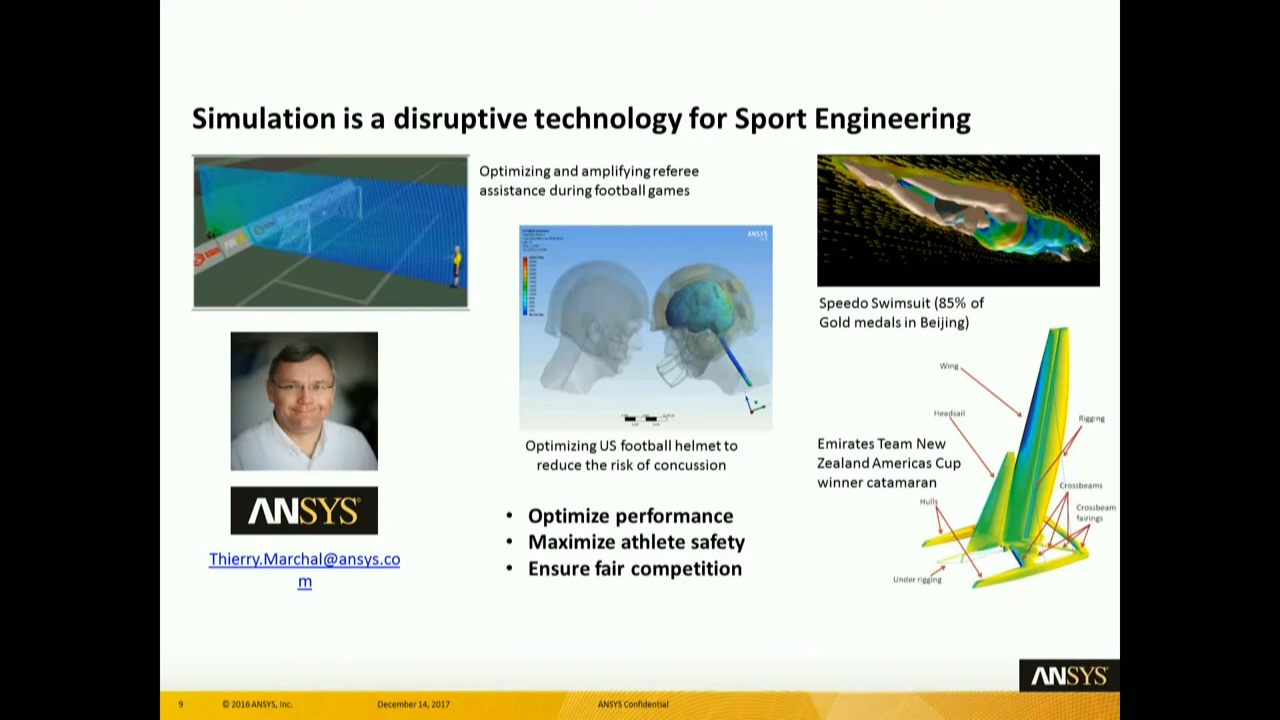 Simulation is a disruptive technology for Sport Engineering
Optimizing and amplifying referee
assistance during football games
ANSYS
Optimizing US football helmet to
reduce the risk of concussion
Speedo Swimsuit (85% of
Gold medals in Beijing)
Emirates Team New
Zealand Americas Cup
winner catamaran
Wing
Headsail
Rigging
Crossbeams
Crossbeam
fairings
Hulls
Under rigging
ANSYS
Thierry.Marchal@ansys.co
m
• Optimize performance
• Maximize athlete safety
• Ensure fair competition
ANSYS
9 © 2016 ANSYS, Inc. December 14, 2017 ANSYS Confidential